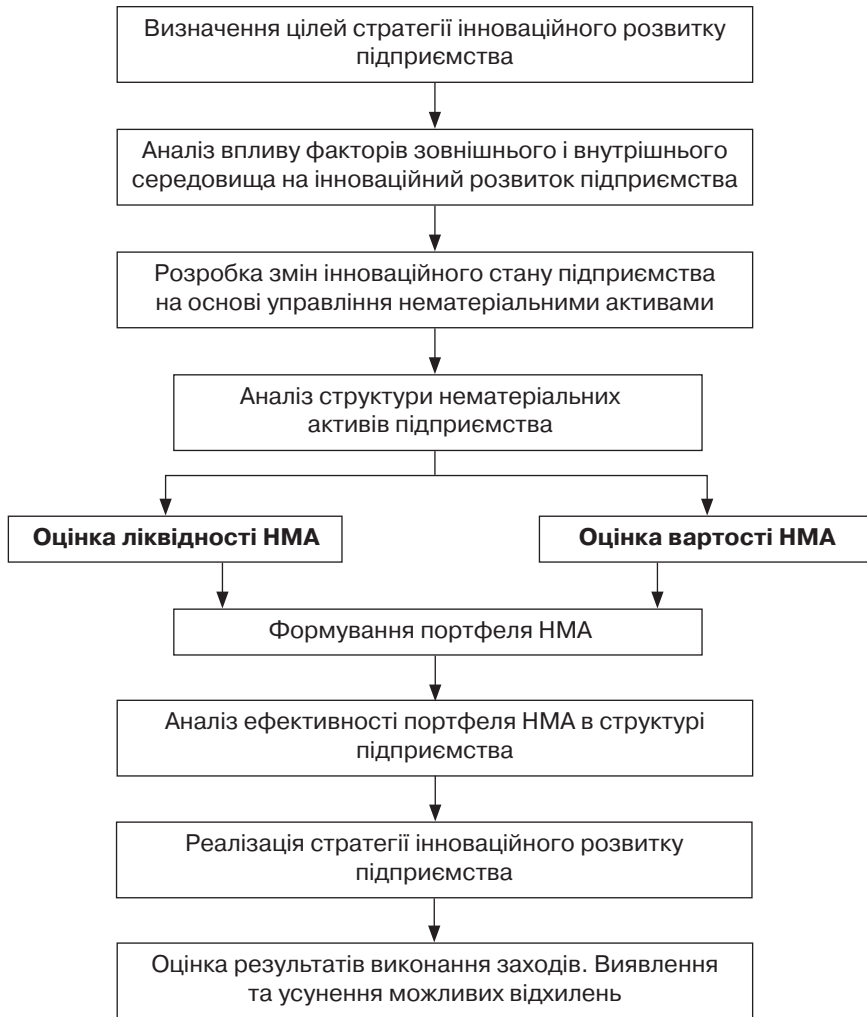 Визначення цілей стратегії інноваційного розвитку
підприємства
Аналіз впливу факторів зовнішнього і внутрішнього
середовища на інноваційний розвиток підприємства
Розробка змін інноваційного стану підприємства
на основі управління нематеріальними активами
Аналіз структури нематеріальних
активів підприємства
Оцінка ліквідності НМА
Оцінка вартості НМА
Формування портфеля НМА
Аналіз ефективності портфеля НМА в структурі
підприємства
Реалізація стратегії інноваційного розвитку
підприємства
Оцінка результатів виконання заходів. Виявлення
та усунення можливих відхилень